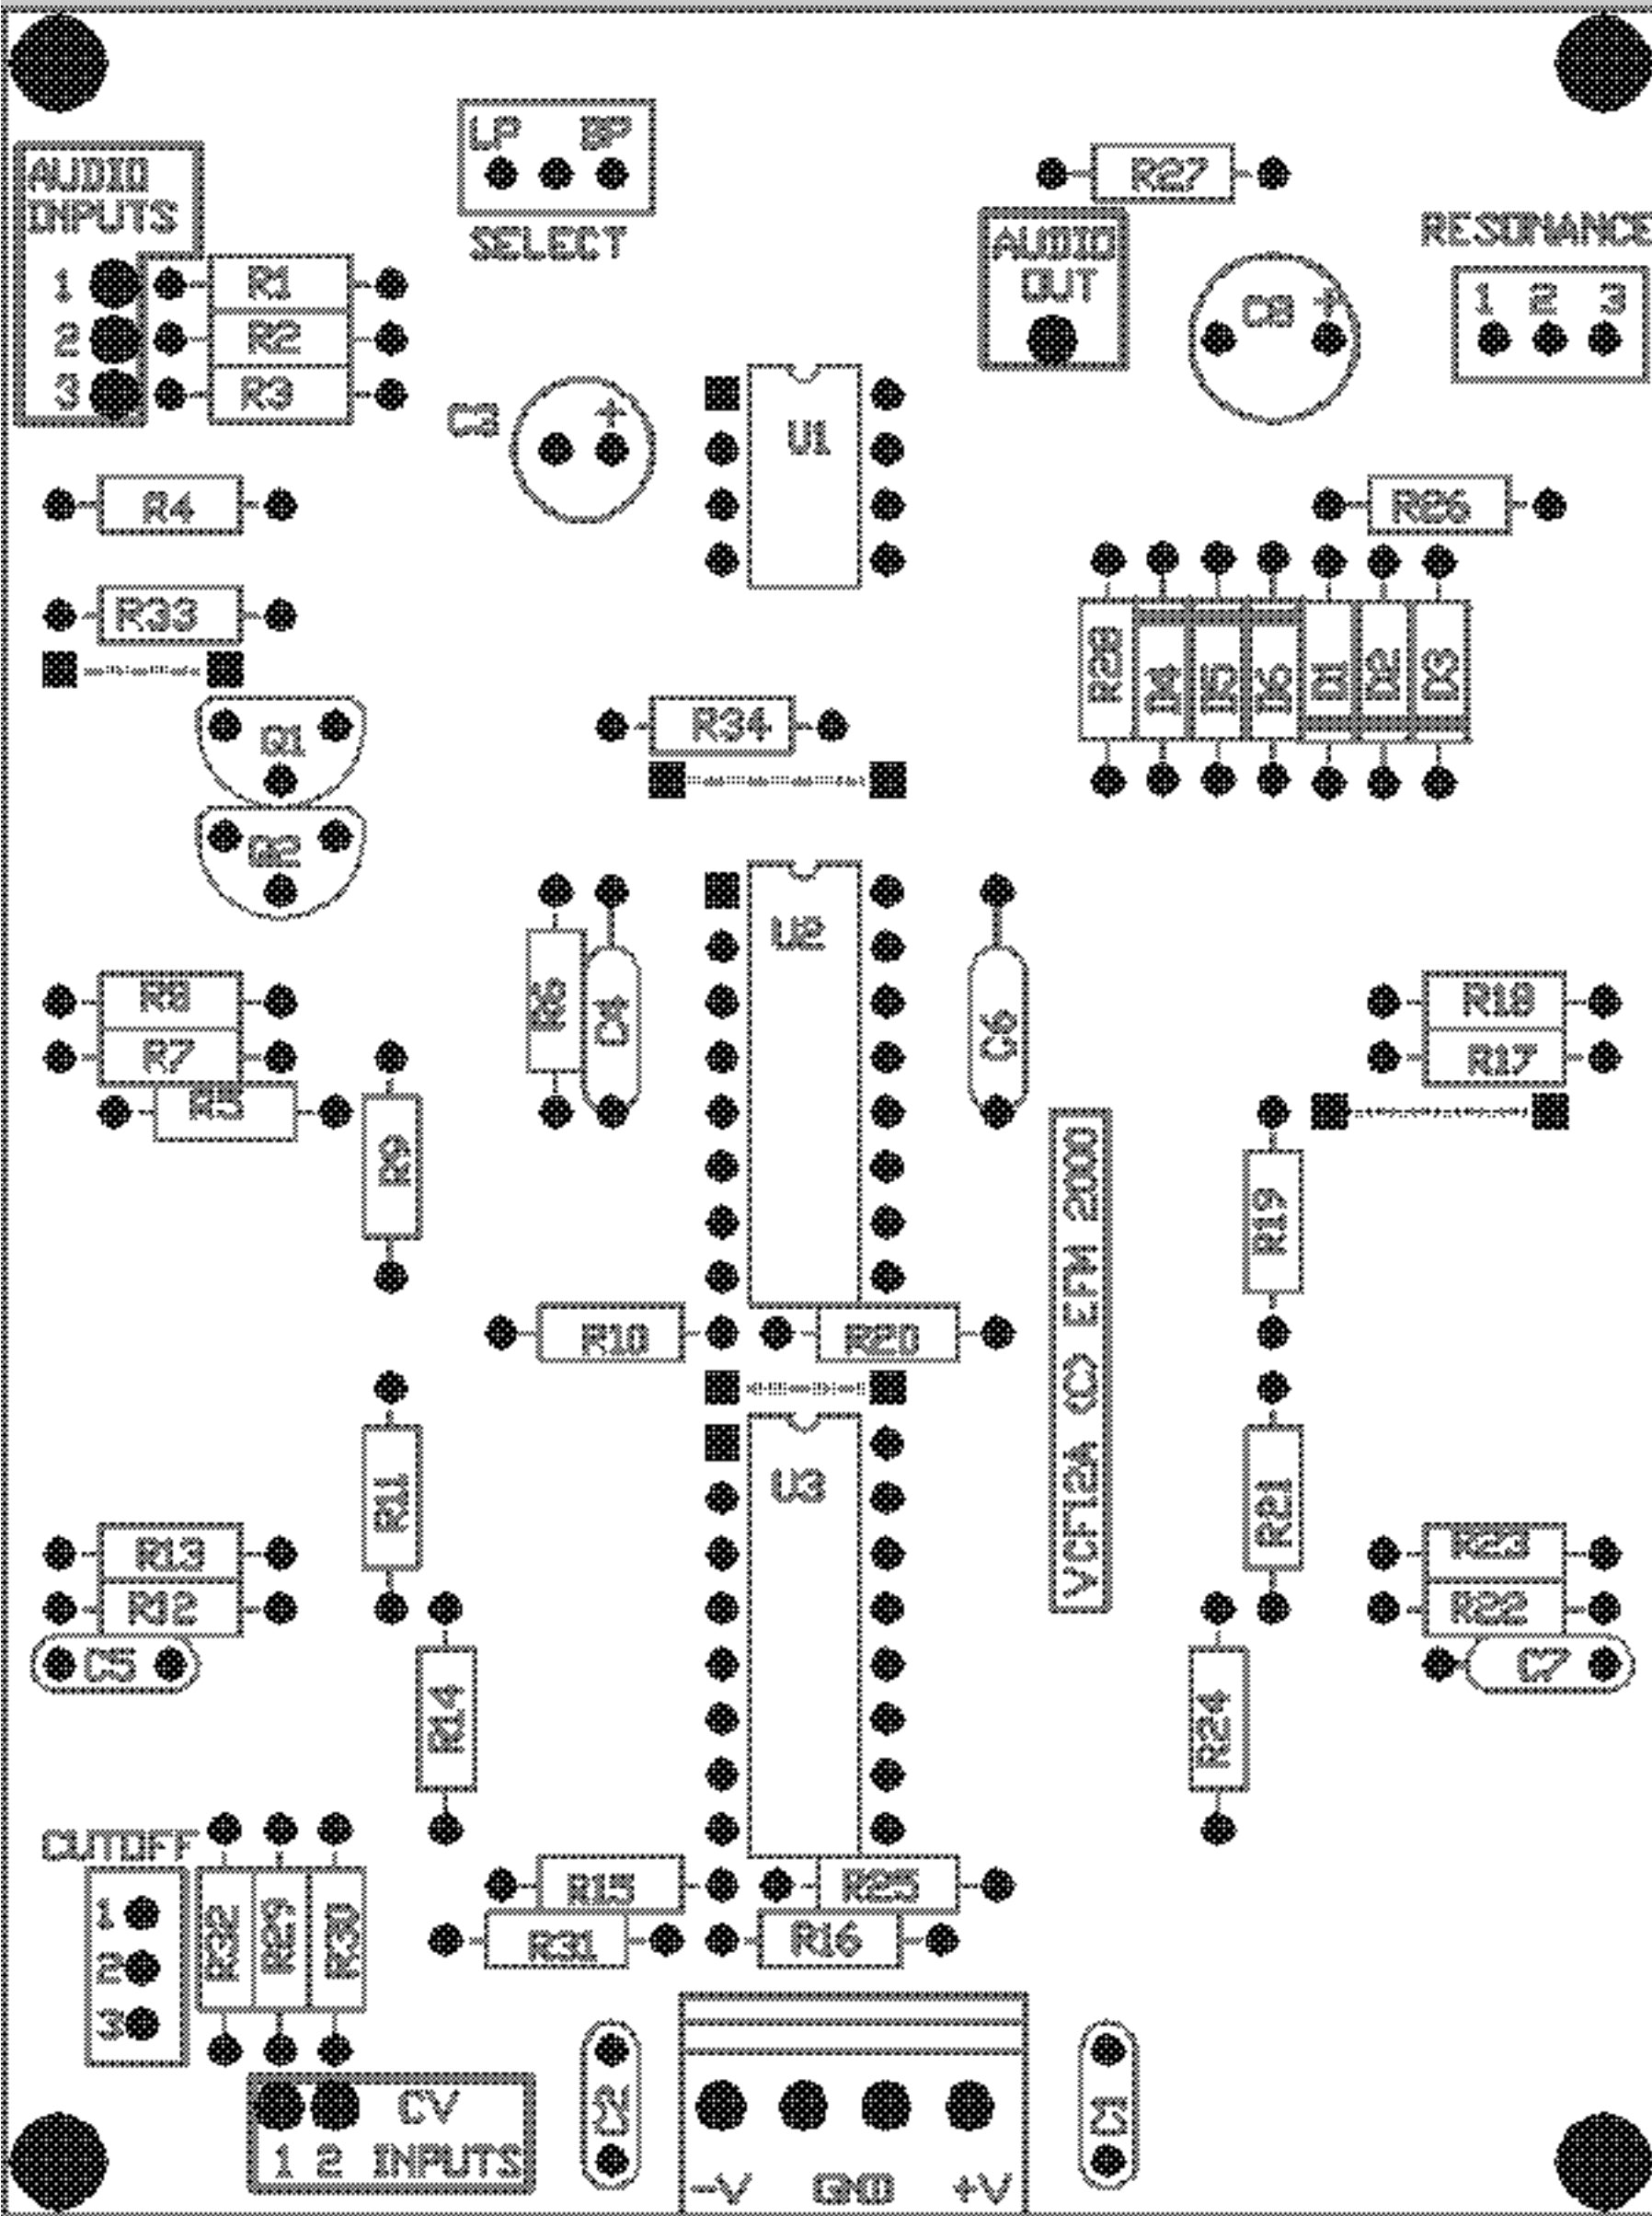 LP BP
SELECT
AUDIO
INPUTS
1
2
3
R1
R2
R3
R27
AUDIO
OUT
C8
+
RESONANCE
1 2 3
C3
+
U1
R4
R33
R26
R28
D4
D5
D6
D1
D2
D3
Q1
Q2
R34
U2
R6
C4
C6
R8
R7
R5
R9
R18
R17
R19
R10
R20
VCF12A (C) EFM 2000
U3
R11
R21
R13
R12
C5
R23
R22
C7
R14
R24
CUTOFF
1
2
3
R32
R29
R30
R15
R25
R31
R16
CV
1 2 INPUTS
C2
-V GND +V
C1